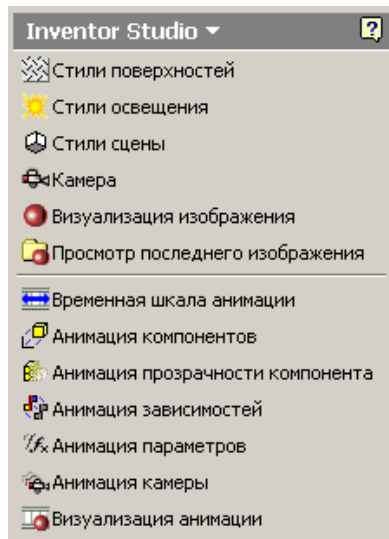 Inventor Studio
Стили поверхностей
Стили освещения
Стили сцены
Камера
Визуализация изображения
Просмотр последнего изображения
Временная шкала анимации
Анимация компонентов
Анимация прозрачности компонента
Анимация зависимостей
Анимация параметров
Анимация камеры
Визуализация анимации